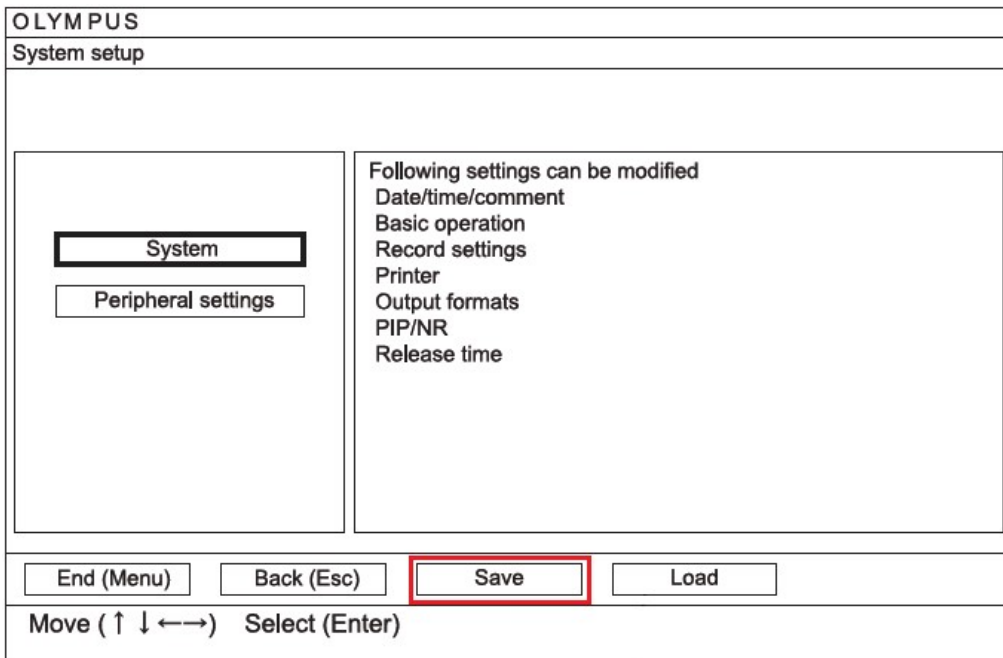 OLYMPUS
System setup
System
Peripheral settings
Following settings can be modified
Date/time/comment
Basic operation
Record settings
Printer
Output formats
PIP/NR
Release time
End (Menu) Back (Esc) Save Load
Move (↑↓←→) Select (Enter)